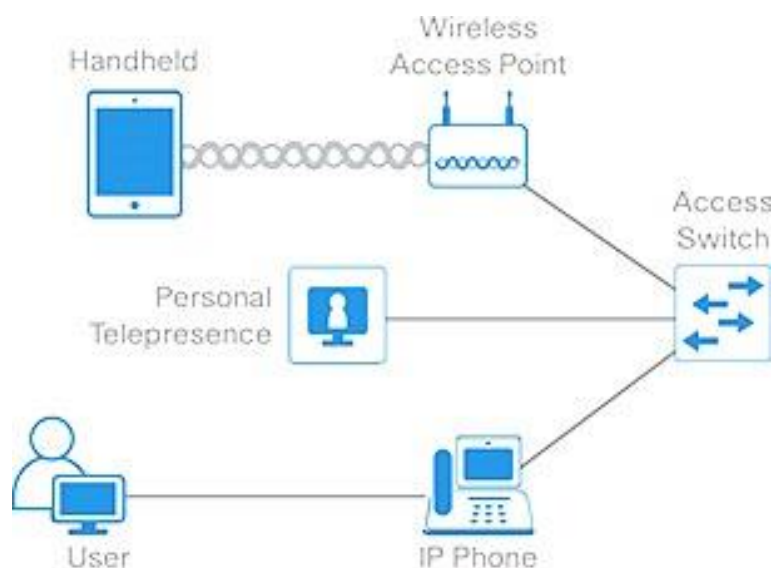 Handheld
Wireless
Access Point
Access
Switch
Personal
Telepresence
User
IP Phone